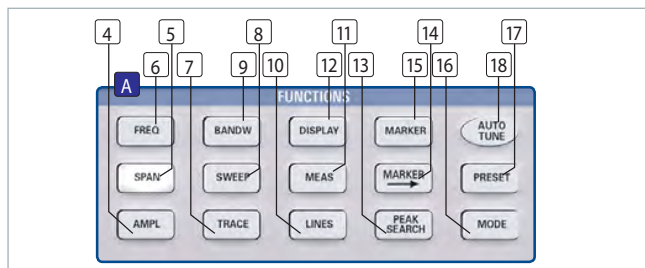 5 8 11 14 17
4 6 7 9 10 12 13 15 16 18
A
FUNCTIONS
FREQ BANDW DISPLAY MARKER AUTO TUNE
SPAN SWEEP MEAS MARKER → PRESET
AMPL TRACE LINES PEAK SEARCH MODE